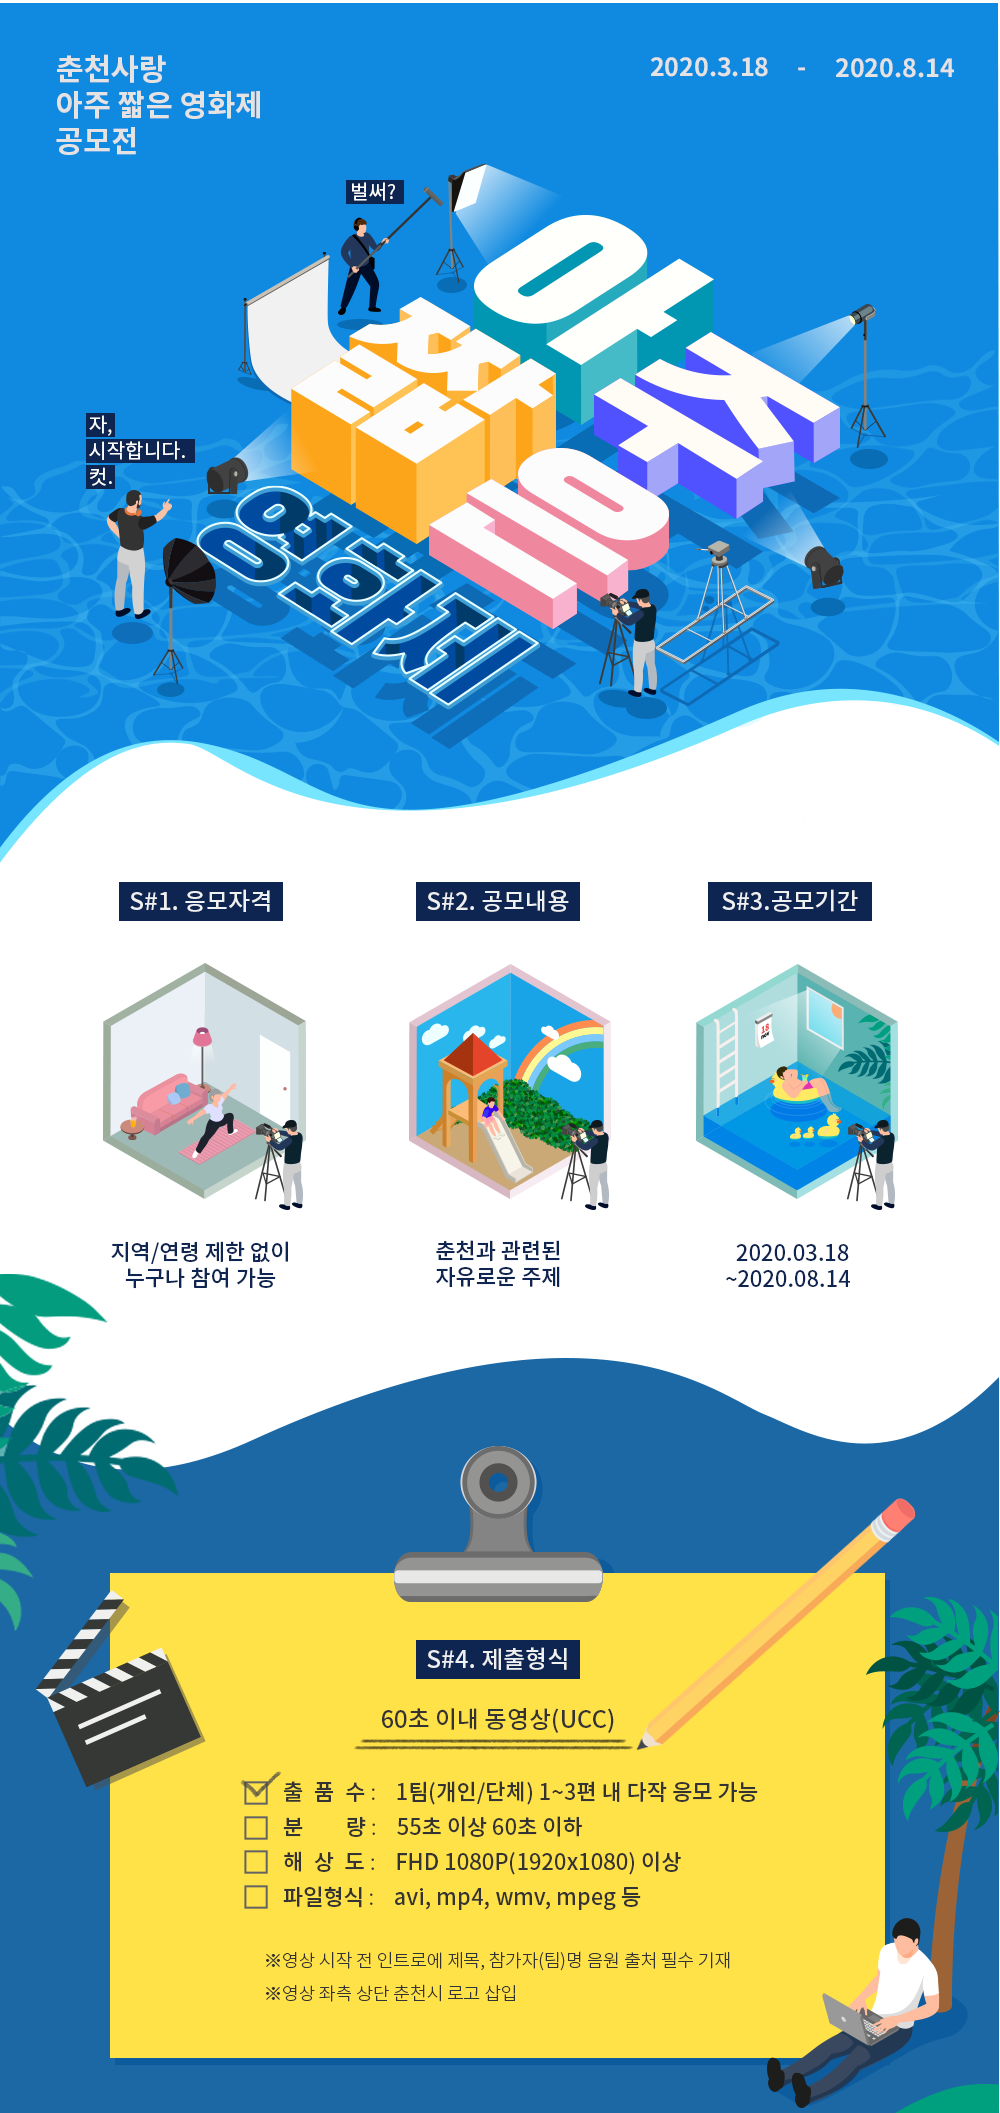 춘천사랑
아주 짧은 영화제
공모전
2020.3.18 - 2020.8.14
벌써?
아주
짧은
영화제
자,
시작합니다.
컷.
S#1. 응모자격
S#2. 공모내용
S#3.공모기간
18
지역/연령 제한 없이
누구나 참여 가능
춘천과 관련된
자유로운 주제
2020.03.18
~2020.08.14
S#4. 제출형식
60초 이내 동영상(UCC)
출 품 수 : 1팀(개인/단체) 1~3편 내 다작 응모 가능
분 량 : 55초 이상 60초 이하
해 상 도 : FHD 1080P(1920x1080) 이상
파일형식 : avi, mp4, wmv, mpeg 등
※영상 시작 전 인트로에 제목, 참가자(팀)명 음원 출처 필수 기재
※영상 좌측 상단 춘천시 로고 삽입